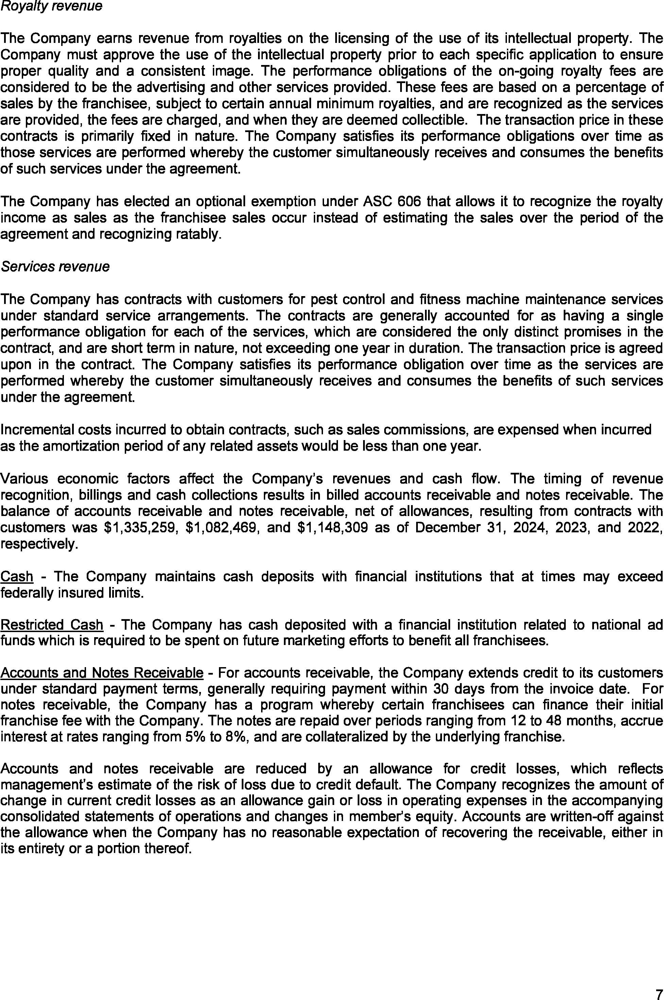 Royalty revenue
The Company earns revenue from royalties on the licensing of the use of its intellectual property. The
Company must approve the use of the intellectual property prior to each specific application to ensure
proper quality and a consistent image. The performance obligations of the on-going royalty fees are
considered to be the advertising and other services provided. These fees are based on a percentage of
sales by the franchisee, subject to certain annual minimum royalties, and are recognized as the services
are provided, the fees are charged, and when they are deemed collectible.  The transaction price in these
contracts is primarily fixed in nature. The Company satisfies its performance obligations over time as
those services are performed whereby the customer simultaneously receives and consumes the benefits
of such services under the agreement.
The Company has elected an optional exemption under ASC 606 that allows it to recognize the royalty
income as sales as the franchisee sales occur instead of estimating the sales over the period of the
agreement and recognizing ratably.
Services revenue
The Company has contracts with customers for pest control and fitness machine maintenance services
under standard service arrangements. The contracts are generally accounted for as having a single
performance obligation for each of the services, which are considered the only distinct promises in the
contract, and are short term in nature, not exceeding one year in duration. The transaction price is agreed
upon in the contract. The Company satisfies its performance obligation over time as the services are
performed whereby the customer simultaneously receives and consumes the benefits of such services
under the agreement.
Incremental costs incurred to obtain contracts, such as sales commissions, are expensed when incurred
as the amortization period of any related assets would be less than one year.
Various economic factors affect the Company's revenues and cash flow. The timing of revenue
recognition, billings and cash collections results in billed accounts receivable and notes receivable. The
balance of accounts receivable and notes receivable, net of allowances, resulting from contracts with
customers was $1,335,259, $1,082,469, and $1,148,309 as of December 31, 2024, 2023, and 2022,
respectively.
Cash - The Company maintains cash deposits with financial institutions that at times may exceed
federally insured limits.
Restricted Cash - The Company has cash deposited with a financial institution related to national ad
funds which is required to be spent on future marketing efforts to benefit all franchisees.
Accounts and Notes Receivable - For accounts receivable, the Company extends credit to its customers
under standard payment terms, generally requiring payment within 30 days from the invoice date.  For
notes receivable, the Company has a program whereby certain franchisees can finance their initial
franchise fee with the Company. The notes are repaid over periods ranging from 12 to 48 months, accrue
interest at rates ranging from 5% to 8%, and are collateralized by the underlying franchise.
Accounts and notes receivable are reduced by an allowance for credit losses, which reflects
management's estimate of the risk of loss due to credit default. The Company recognizes the amount of
change in current credit losses as an allowance gain or loss in operating expenses in the accompanying
consolidated statements of operations and changes in member's equity. Accounts are written-off against
the allowance when the Company has no reasonable expectation of recovering the receivable, either in
its entirety or a portion thereof.
7